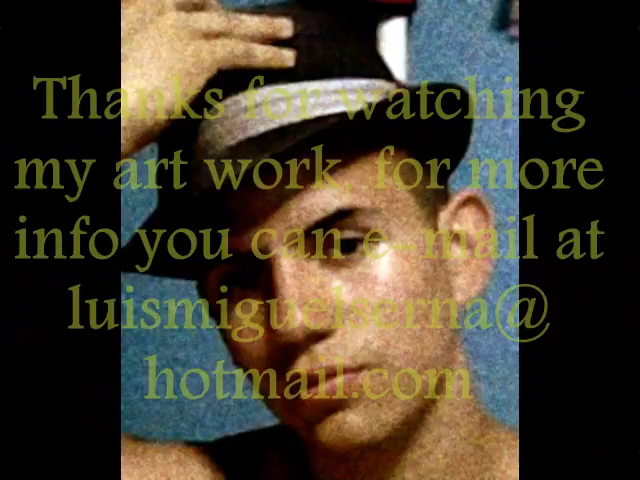 Thanks for watching
my art work, for more
info you can e-mail at
luismiguelserna@
hotmail.com